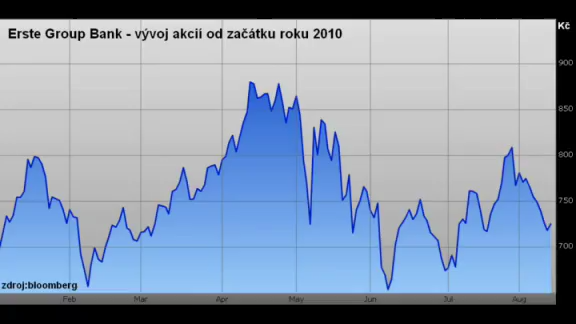 Erste Group Bank - vývoj akcií od začátku roku 2010
Kč
900
850
800
750
700
zdroj:bloomberg
Feb Mar Apr May Jun Jul Aug